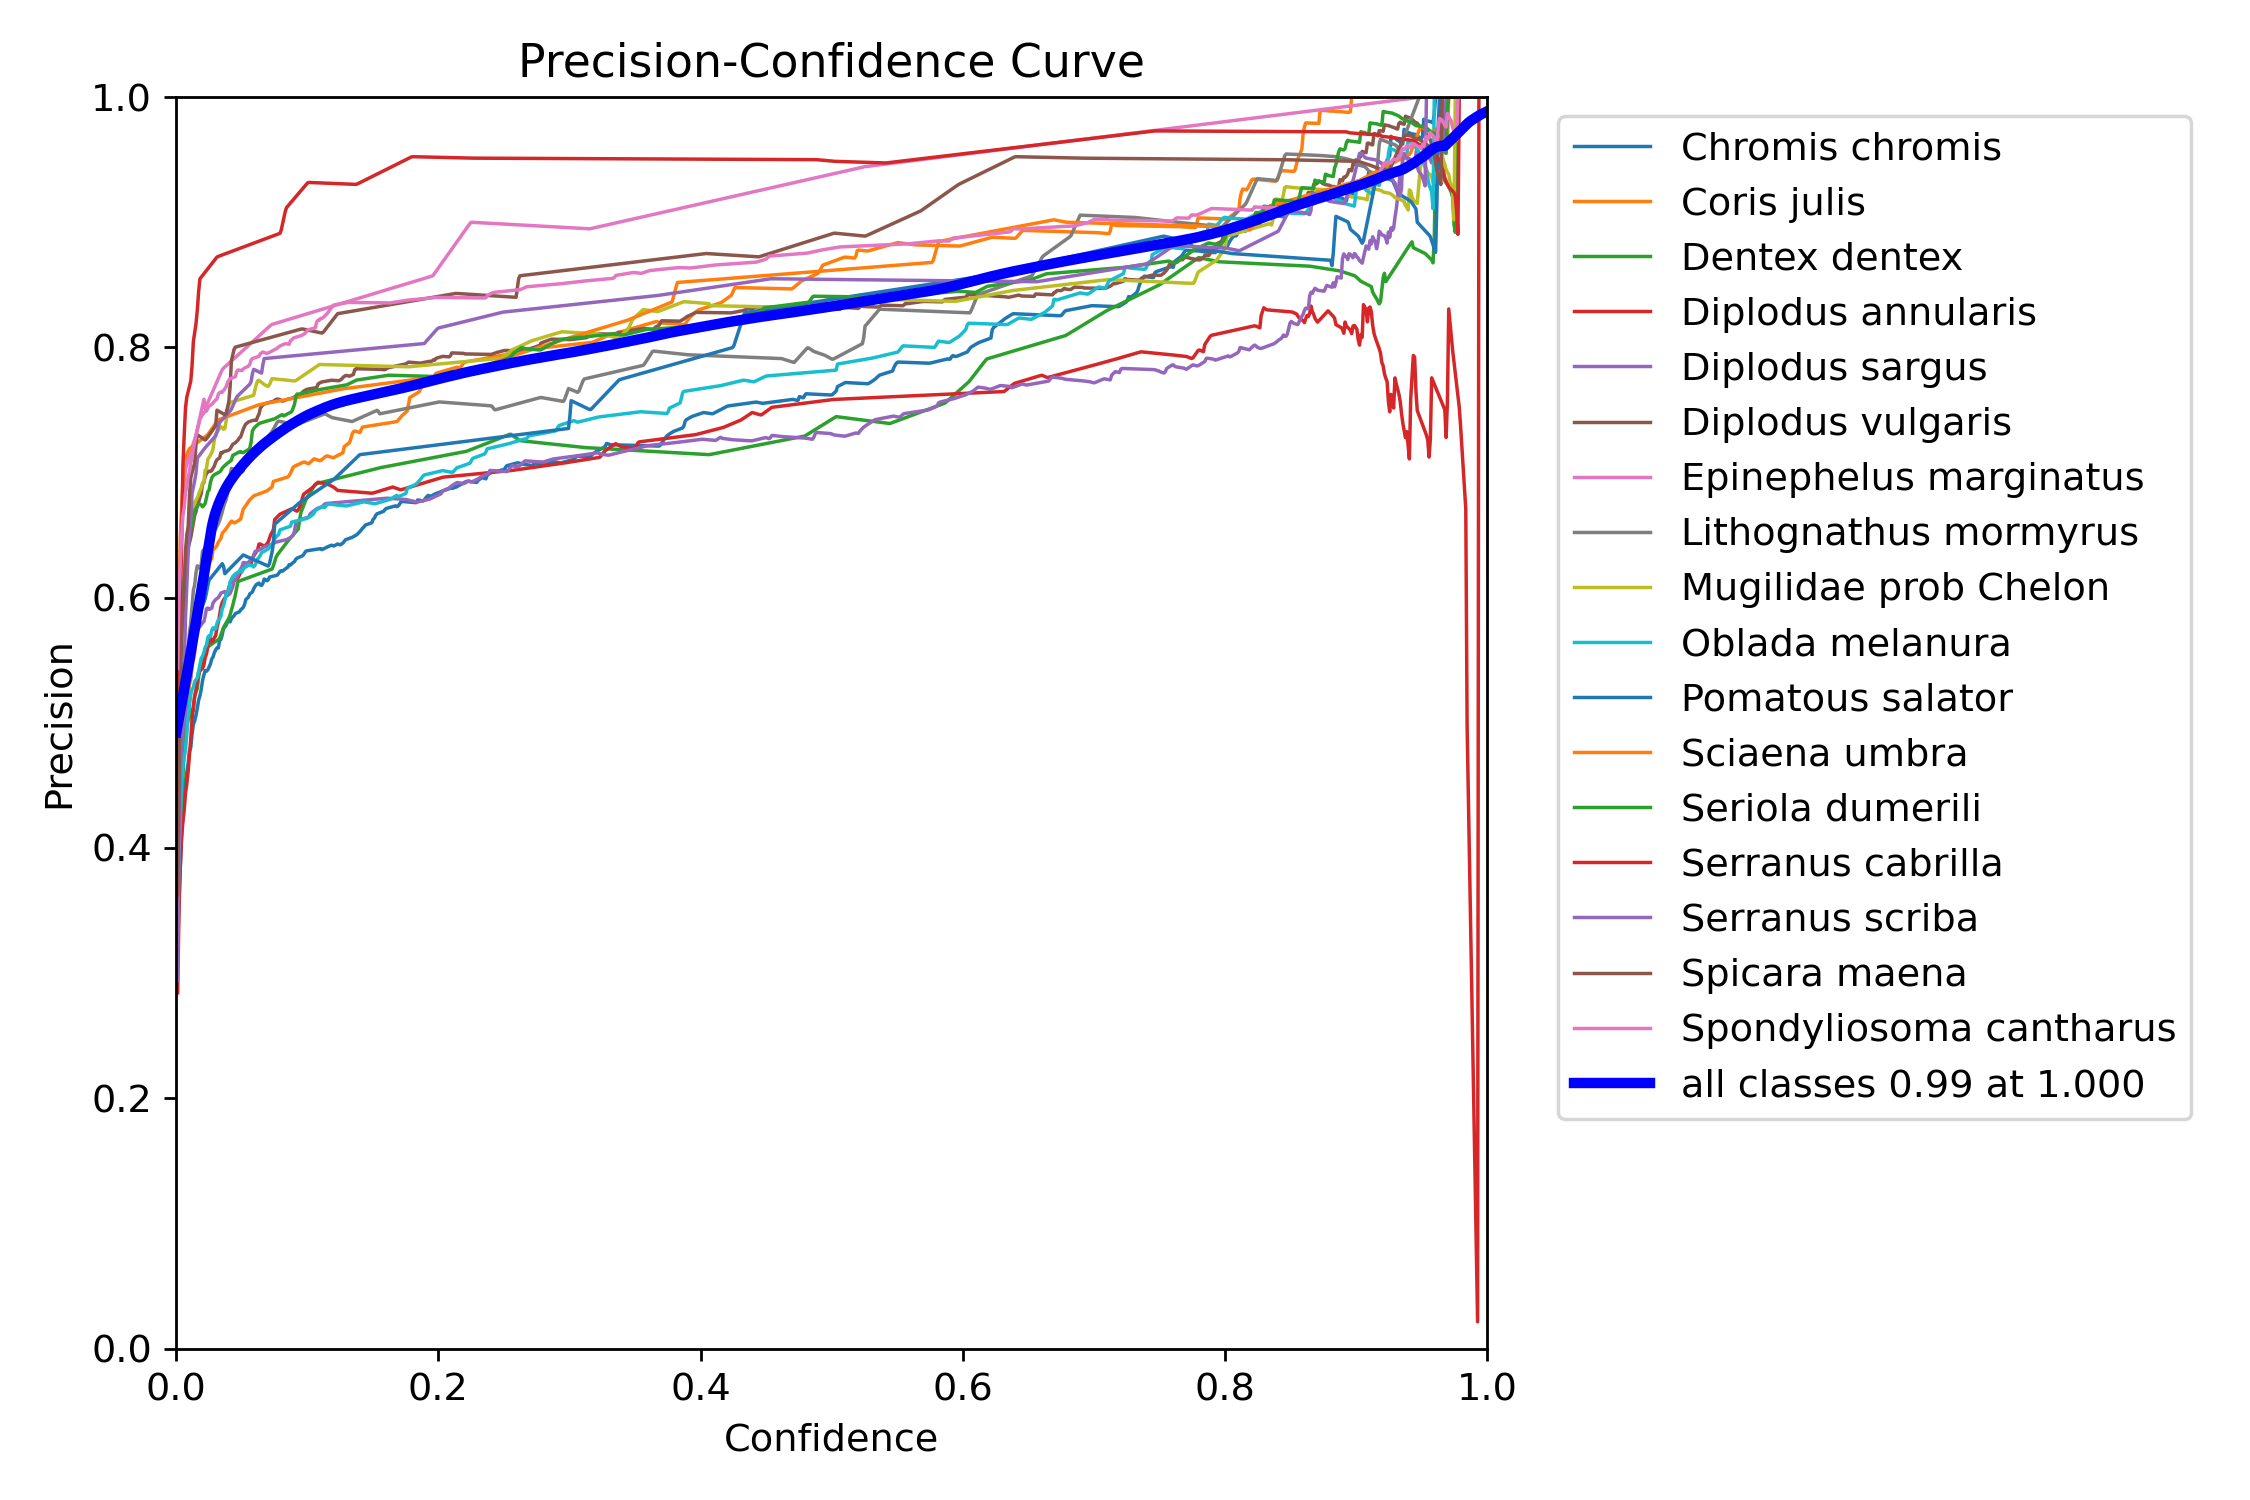 Precision-Confidence Curve
1.0
0.8
0.6
0.4
0.2
0.0
Precision
0.0 0.2 0.4 0.6 0.8 1.0
Confidence
Chromis chromis
Coris julis
Dentex dentex
Diplodus annularis
Diplodus sargus
Diplodus vulgaris
Epinephelus marginatus
Lithognathus mormyrus
Mugilidae prob Chelon
Oblada melanura
Pomatous salator
Sciaena umbra
Seriola dumerili
Serranus cabrilla
Serranus scriba
Spicara maena
Spondyliosoma cantharus
all classes 0.99 at 1.000